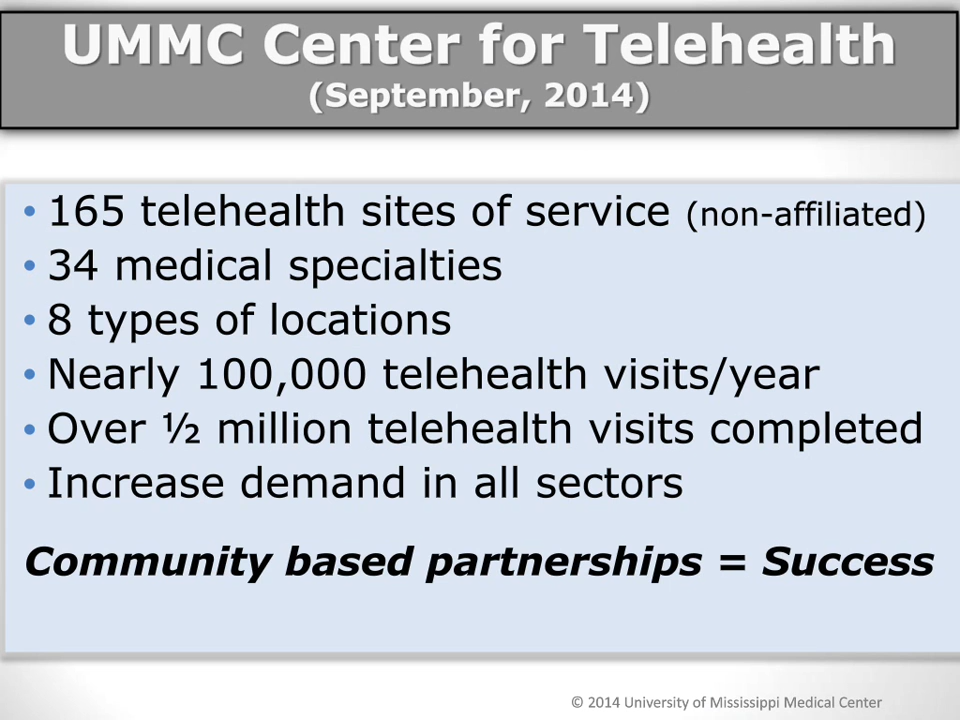 UMMC Center for Telehealth
(September, 2014)
• 165 telehealth sites of service (non-affiliated)
• 34 medical specialties
• 8 types of locations
• Nearly 100,000 telehealth visits/year
• Over ½ million telehealth visits completed
• Increase demand in all sectors
Community based partnerships = Success
© 2014 University of Mississippi Medical Center